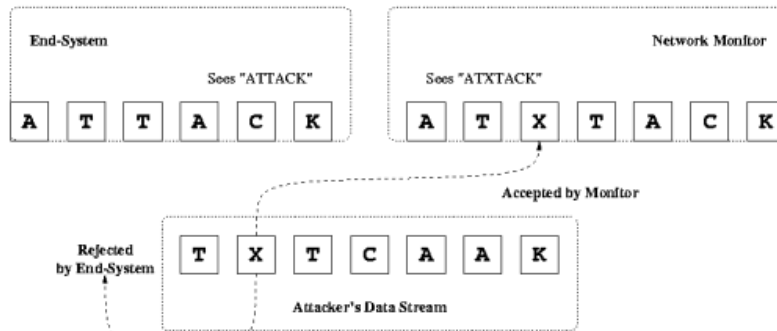 End-System
Network Monitor
Sees "ATTACK"
Sees "ATXTACK"
A T T A C K
A T X T A C K
Accepted by Monitor
Rejected
by End-System
T X T C A A K
Attacker's Data Stream